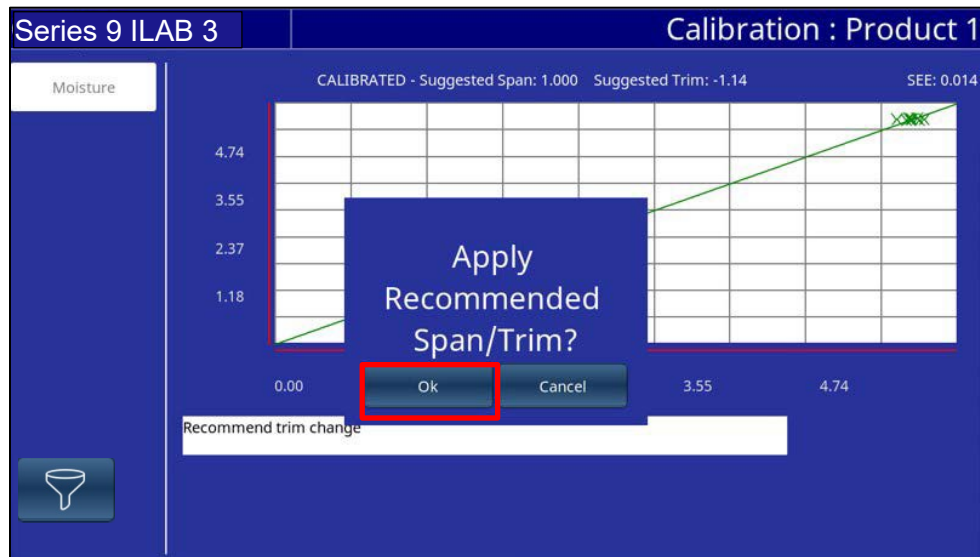 Series 9 ILAB 3
Calibration : Product 1
Moisture
CALIBRATED - Suggested Span: 1.000 Suggested Trim: -1.14
SEE: 0.014
4.74
3.55
2.37
1.18
Apply
Recommended
Span/Trim?
Ok
Cancel
0.00
3.55
4.74
Recommend trim change